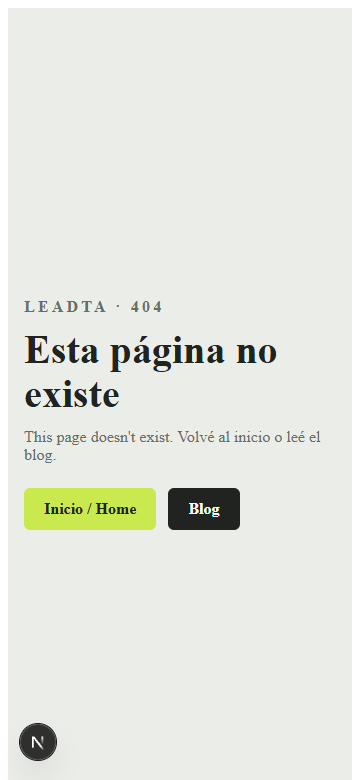 LEADTA · 404
Esta página no
existe
This page doesn't exist. Volvé al inicio o leé el
blog.
Inicio / Home
Blog
N